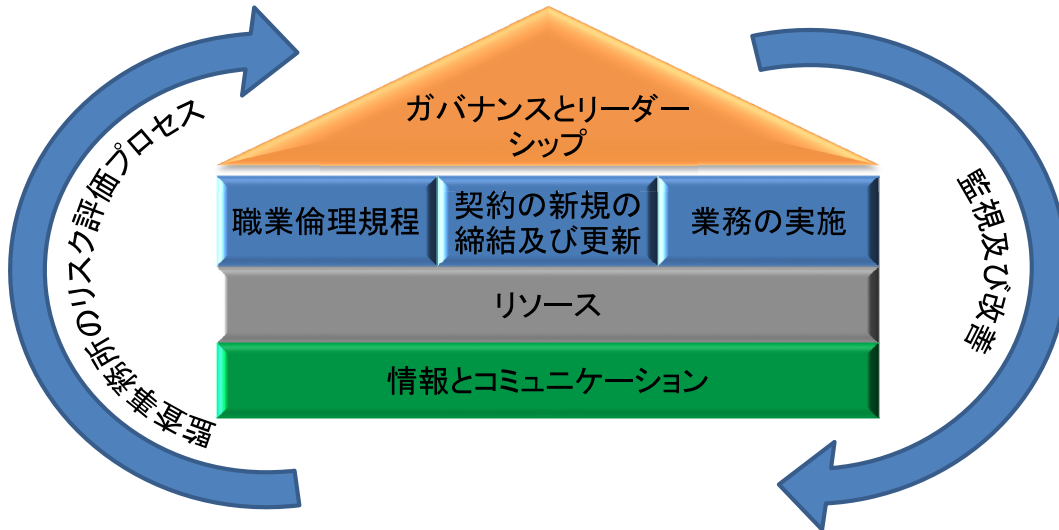 ガバナンスとリーダー
シップ
職業倫理規程
契約の新規の
締結及び更新
業務の実施
リソース
情報とコミュニケーション
監査事務所のリスク評価プロセス
監視及び改善